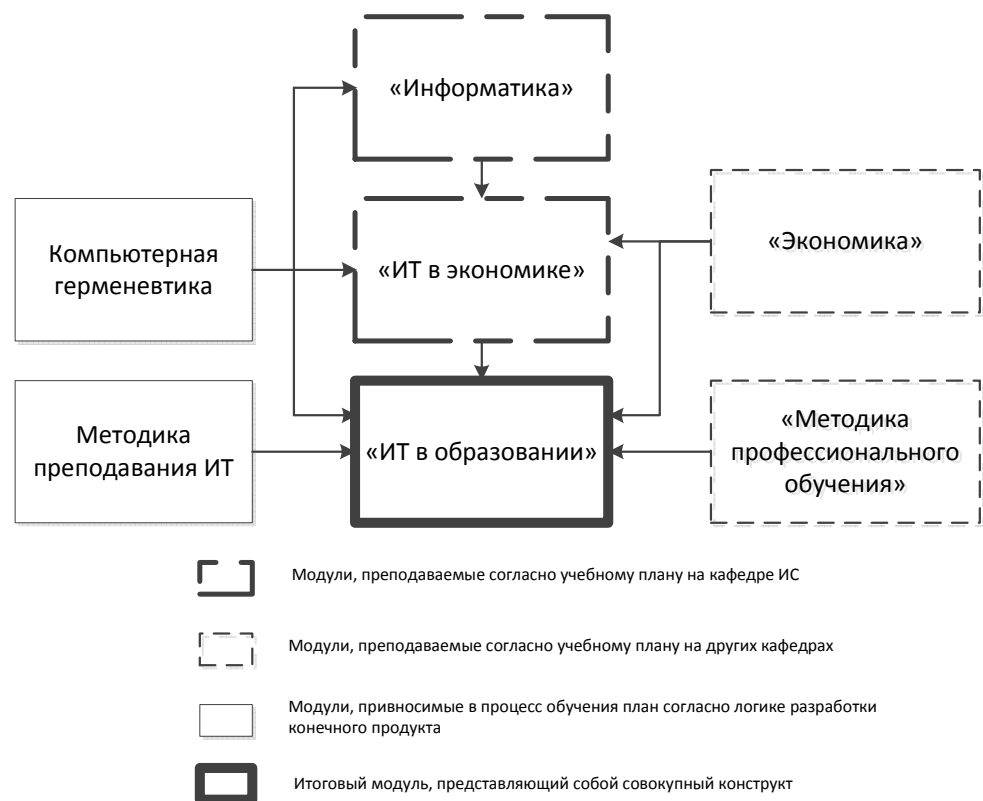 «Информатика»
Компьютерная
герменевтика
«ИТ в экономике»
«Экономика»
Методика
преподавания ИТ
«ИТ в образовании»
«Методика
профессионального
обучения»
Модули, преподаваемые согласно учебному плану на кафедре ИС
Модули, преподаваемые согласно учебному плану на других кафедрах
Модули, привносимые в процесс обучения план согласно логике разработки
конечного продукта
Итоговый модуль, представляющий собой совокупный конструкт